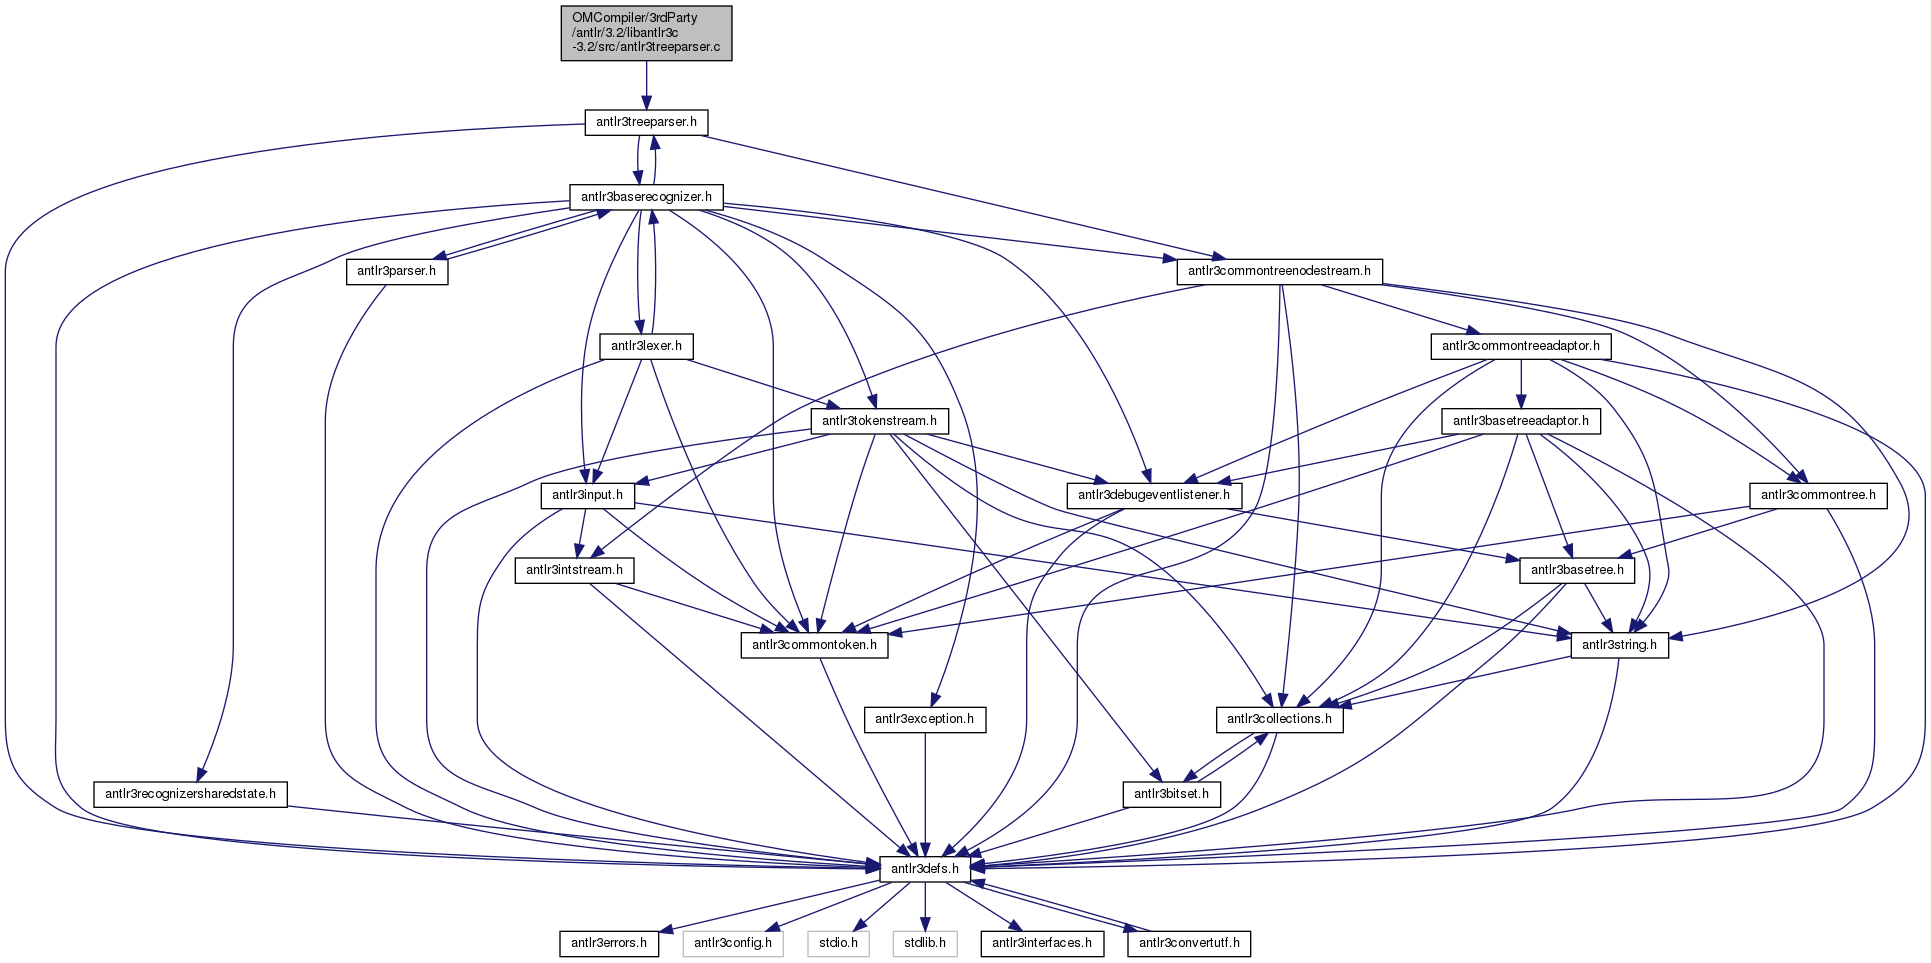 OMCompiler/3rdParty
/antlr/3.2/libantlr3c
-3.2/src/antlr3treeparser.c
antlr3treeparser.h
antlr3baserecognizer.h
antlr3parser.h
antlr3commontreenodestream.h
antlr3lexer.h
antlr3commontreeadaptor.h
antlr3tokenstream.h
antlr3basetreeadaptor.h
antlr3input.h
antlr3debugeventlistener.h
antlr3commontree.h
antlr3intstream.h
antlr3basetree.h
antlr3commontoken.h
antlr3string.h
antlr3exception.h
antlr3collections.h
antlr3recognizersharedstate.h
antlr3bitset.h
antlr3defs.h
antlr3errors.h
antlr3config.h
stdio.h
stdlib.h
antlr3interfaces.h
antlr3convertutf.h